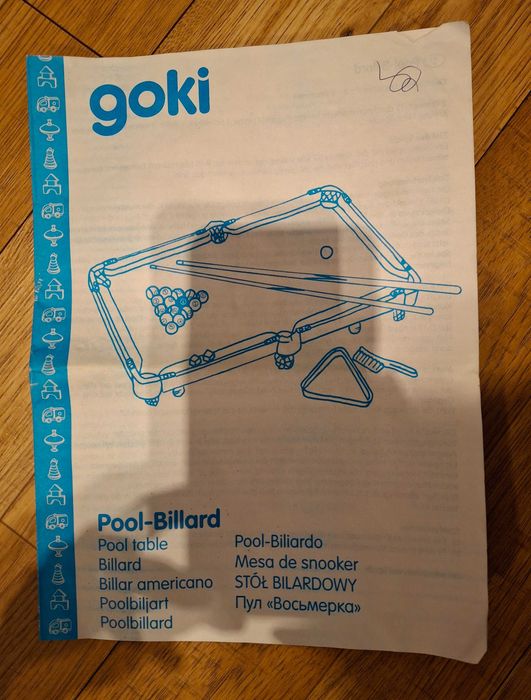 goki
Pool-Billard
Pool table
Billard
Billar americano
Poolbiljart
Poolbillard
Pool-Biliardo
Mesa de snooker
STÓŁ BILARDOWY
Пул «Восьмерка»